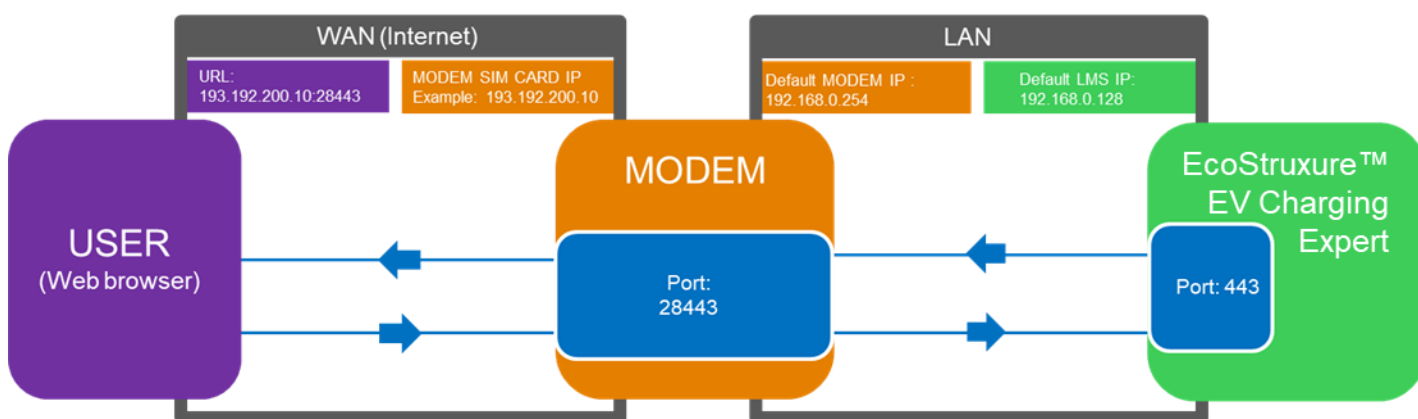 WAN (Internet)
LAN
URL:
193.192.200.10:28443
MODEM SIM CARD IP
Example: 193.192.200.10
Default MODEM IP :
192.168.0.254
Default LMS IP:
192.168.0.128
USER
(Web browser)
MODEM
Port:
28443
EcoStruxure™
EV Charging
Expert
Port: 443